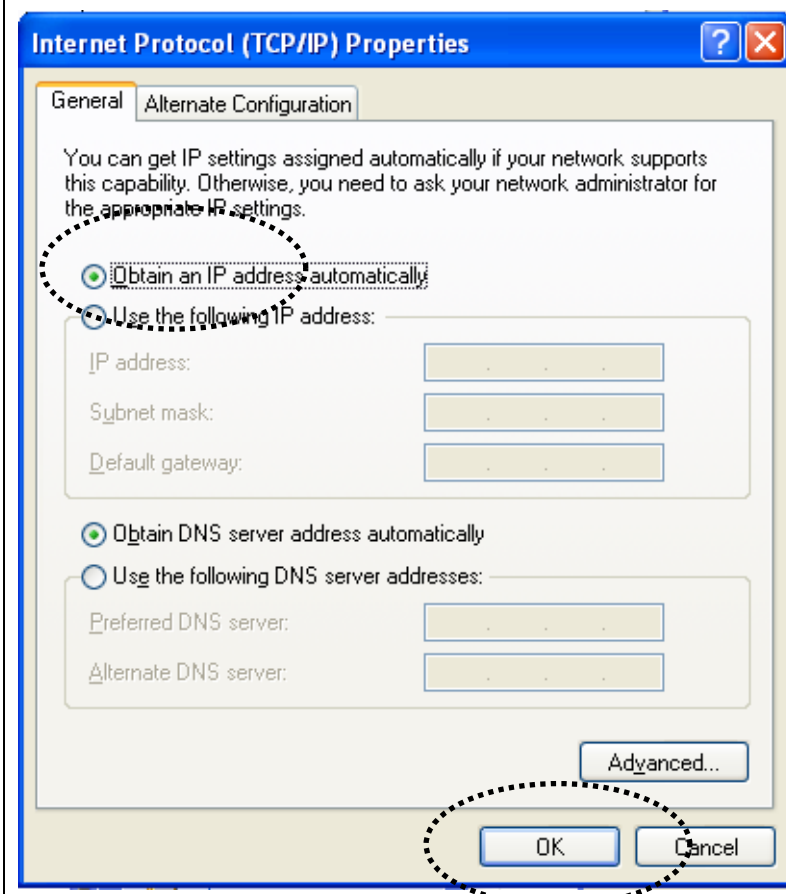 Internet Protocol (TCP/IP) Properties
General
Alternate Configuration
You can get IP settings assigned automatically if your network supports
this capability. Otherwise, you need to ask your network administrator for
the appropriate IP settings.
Obtain an IP address automatically
Use the following IP address:
IP address:
Subnet mask:
Default gateway:
Obtain DNS server address automatically
Use the following DNS server addresses:
Preferred DNS server:
Alternate DNS server:
Advanced...
OK
Cancel